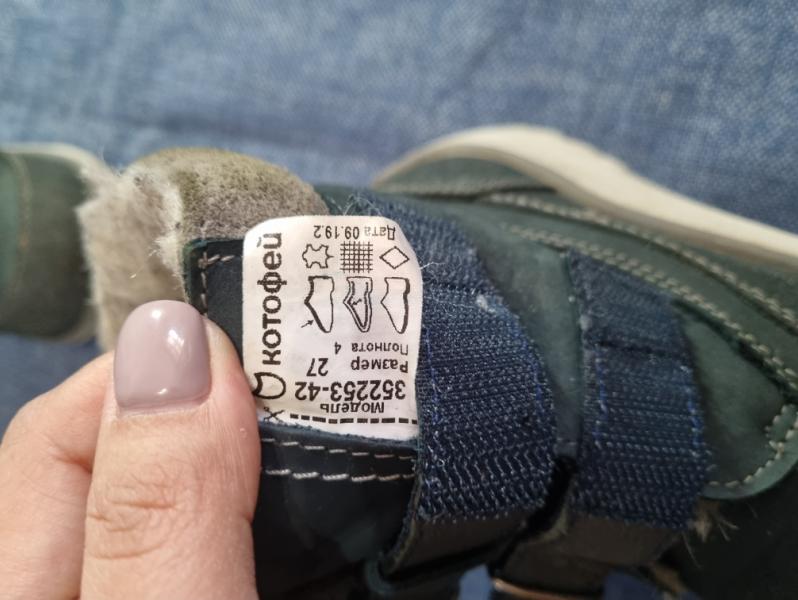 котофей
Модель
352253-42
Размер 27
Полнота 4
Дата 09.19.2